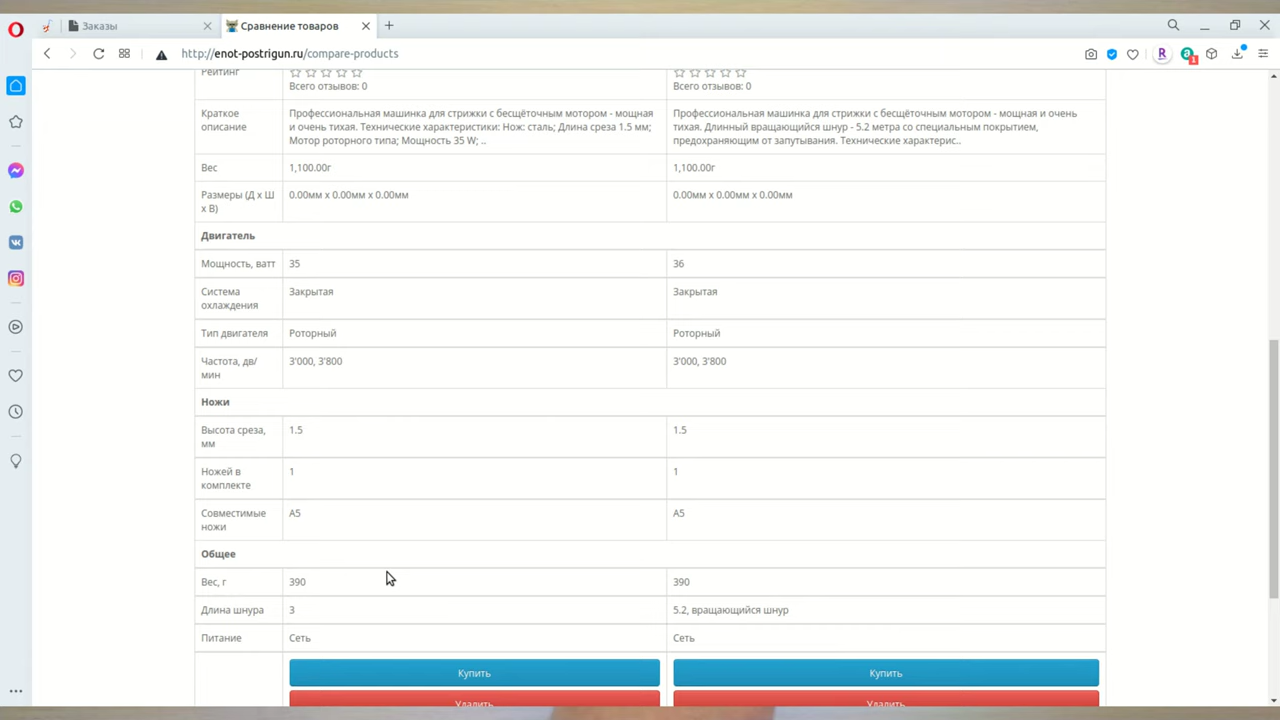 Заказы
Сравнение товаров
http://enot-postrigun.ru/compare-products
R
a
1
Рейтинг
Всего отзывов: 0
Всего отзывов: 0
Краткое
описание
Профессиональная машинка для стрижки с бесщёточным мотором - мощная
и очень тихая. Технические характеристики: Нож: сталь; Длина среза 1.5 мм;
Мотор роторного типа; Мощность 35 W; ..
Профессиональная машинка для стрижки с бесщёточным мотором - мощная и очень
тихая. Длинный вращающийся шнур - 5.2 метра со специальным покрытием,
предохраняющим от запутывания. Технические характерис..
Вес
1,100.00г
1,100.00г
Размеры (Д х Ш
х В)
0.00мм x 0.00мм x 0.00мм
0.00мм x 0.00мм x 0.00мм
Двигатель
Мощность, ватт
35
36
Система
охлаждения
Закрытая
Закрытая
Тип двигателя
Роторный
Роторный
Частота, дв/
мин
3'000, 3'800
3'000, 3'800
Ножи
Высота среза,
мм
1.5
1.5
Ножей в
комплекте
1
1
Совместимые
ножи
A5
A5
Общее
Вес, г
390
390
Длина шнура
3
5.2, вращающийся шнур
Питание
Сеть
Сеть
Купить
Купить
Удалить
Удалить